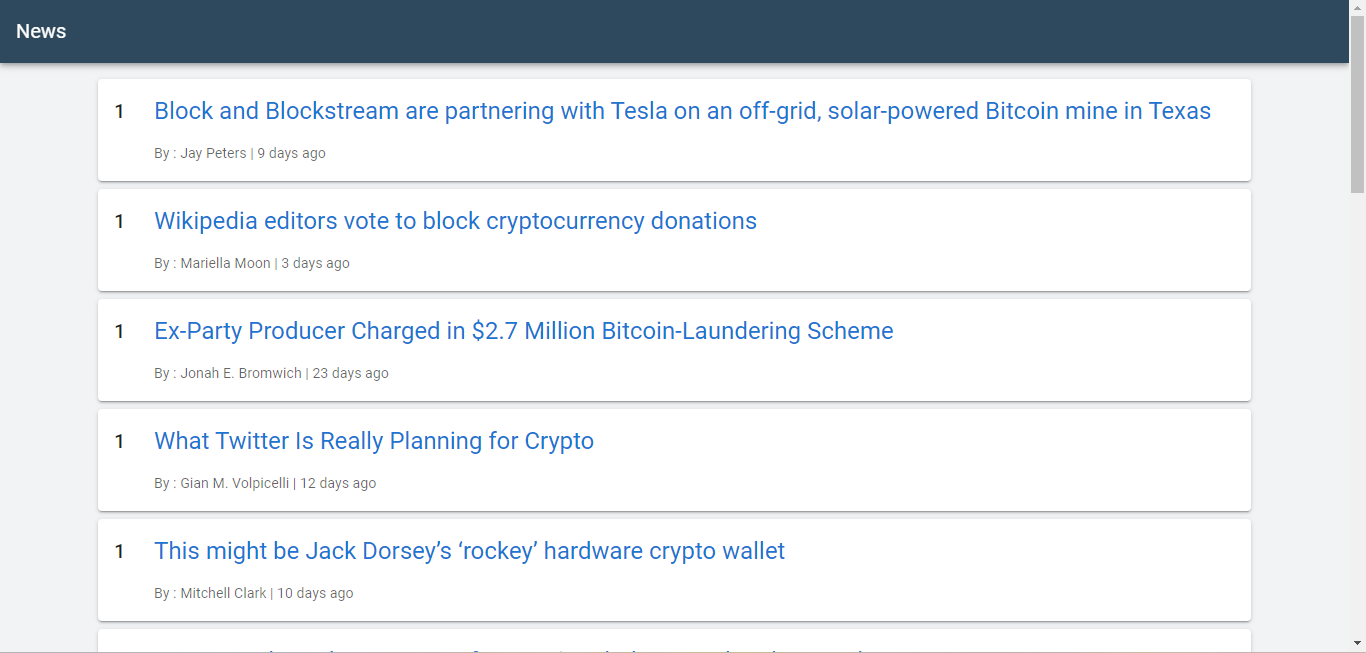 News
1 Block and Blockstream are partnering with Tesla on an off-grid, solar-powered Bitcoin mine in Texas
By : Jay Peters | 9 days ago
1 Wikipedia editors vote to block cryptocurrency donations
By : Mariella Moon | 3 days ago
1 Ex-Party Producer Charged in $2.7 Million Bitcoin-Laundering Scheme
By : Jonah E. Bromwich | 23 days ago
1 What Twitter Is Really Planning for Crypto
By : Gian M. Volpicelli | 12 days ago
1 This might be Jack Dorsey’s ‘rockey’ hardware crypto wallet
By : Mitchell Clark | 10 days ago